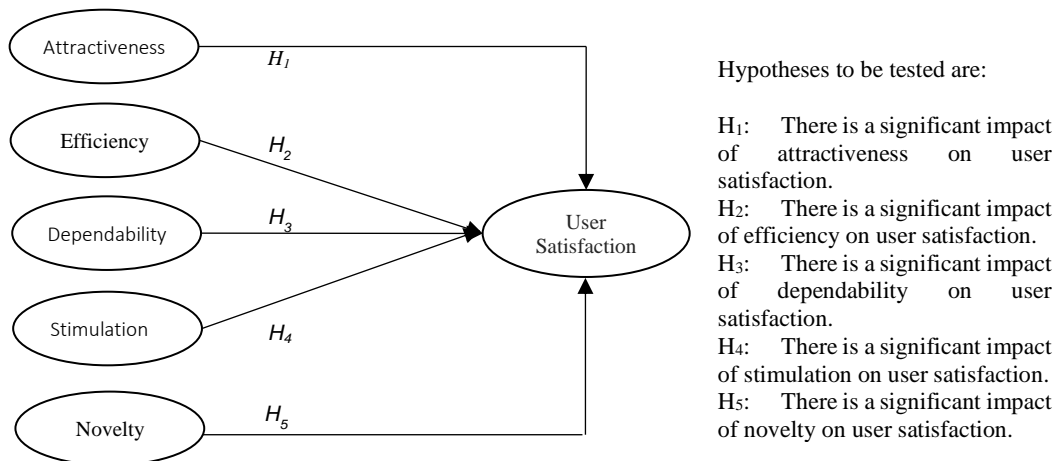 Attractiveness
H1
Efficiency
H2
Dependability
H3
Stimulation
H4
Novelty
H5
User
Satisfaction
Hypotheses to be tested are:
H1: There is a significant impact
of attractiveness on user
satisfaction.
H2: There is a significant impact
of efficiency on user satisfaction.
H3: There is a significant impact
of dependability on user
satisfaction.
H4: There is a significant impact
of stimulation on user satisfaction.
H5: There is a significant impact
of novelty on user satisfaction.